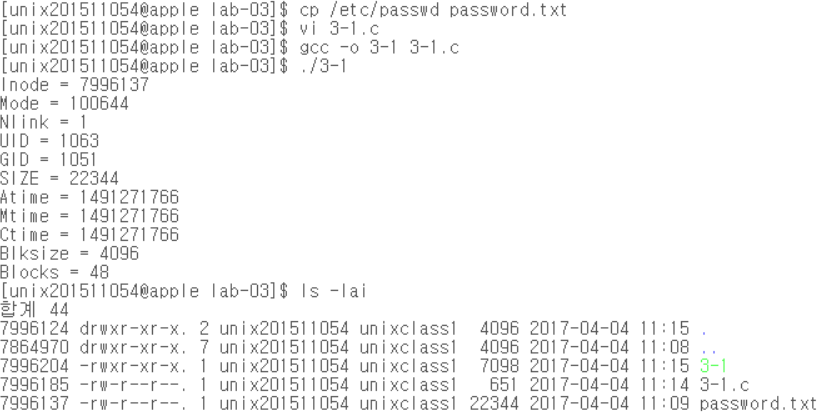 [unix201511054@apple lab-03]$ cp /etc/passwd password.txt
[unix201511054@apple lab-03]$ vi 3-1.c
[unix201511054@apple lab-03]$ gcc -o 3-1 3-1.c
[unix201511054@apple lab-03]$ ./3-1
Inode = 7996137
Mode = 100644
Nlink = 1
UID = 1063
GID = 1051
SIZE = 22344
Atime = 1491271766
Mtime = 1491271766
Ctime = 1491271766
Blksize = 4096
Blocks = 48
[unix201511054@apple lab-03]$ ls -lai
합계 44
7996124 drwxr-xr-x. 2 unix201511054 unixclass1  4096 2017-04-04 11:15 .
7864970 drwxr-xr-x. 7 unix201511054 unixclass1  4096 2017-04-04 11:08 ..
7996204 -rwxr-xr-x. 1 unix201511054 unixclass1  7098 2017-04-04 11:15 3-1
7996185 -rw-r--r--. 1 unix201511054 unixclass1   651 2017-04-04 11:14 3-1.c
7996137 -rw-r--r--. 1 unix201511054 unixclass1 22344 2017-04-04 11:09 password.txt